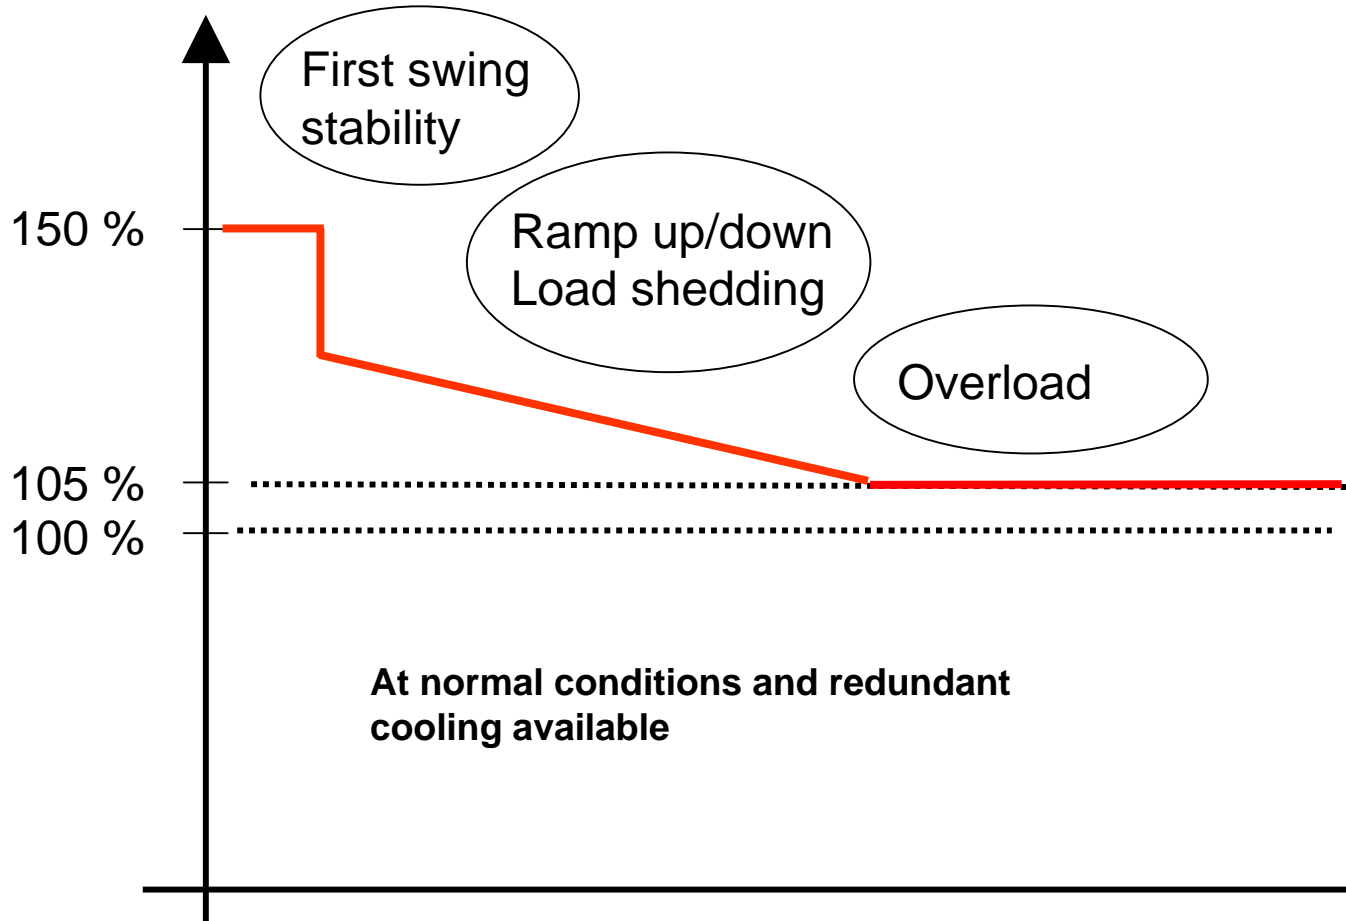 First swing
stability
150 %
Ramp up/down
Load shedding
Overload
105 %
100 %
At normal conditions and redundant
cooling available